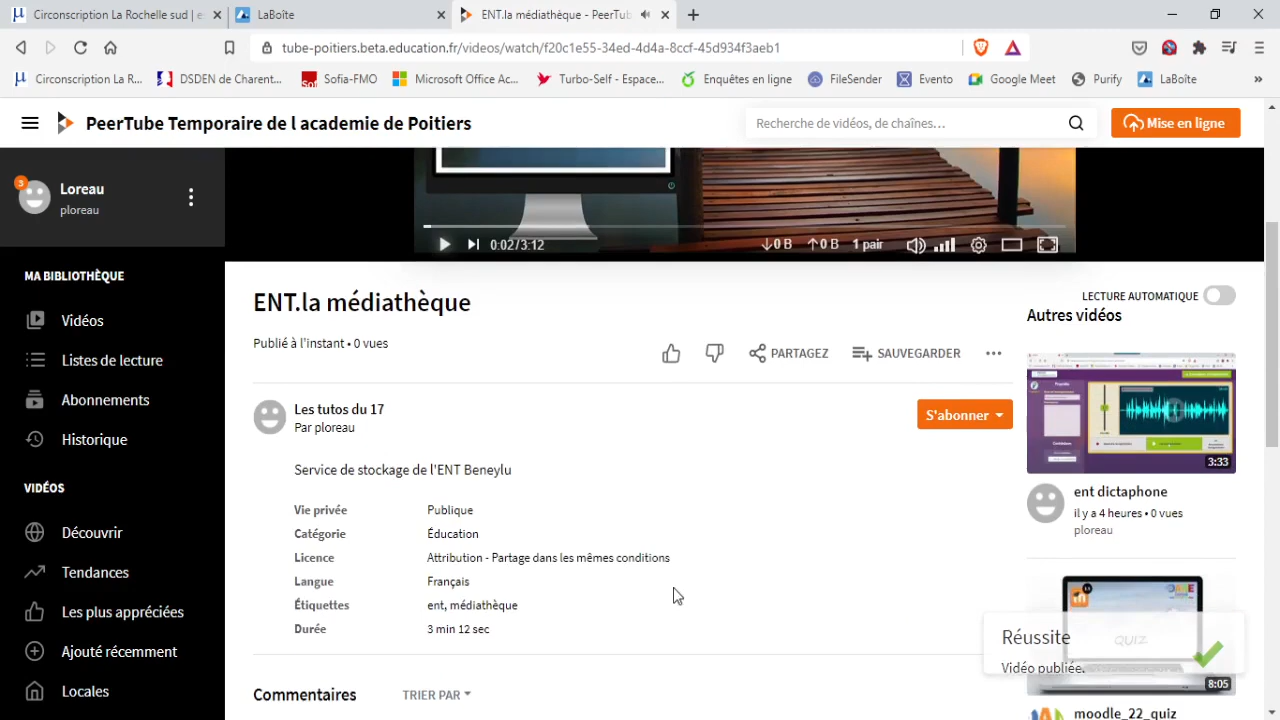 Circonscription La Rochelle sud | e
LaBoîte
ENT.la médiathèque - PeerTub
tube-poitiers.beta.education.fr/videos/watch/f20c1e55-34ed-4d4a-8ccf-45d934f3aeb1
Circonscription La R...
DSDEN de Charent...
Sofia-FMO
Microsoft Office Ac...
Turbo-Self - Espace...
Enquêtes en ligne
FileSender
Evento
Google Meet
Purify
LaBoîte
»
PeerTube Temporaire de l academie de Poitiers
Recherche de vidéos, de chaînes...
Mise en ligne
3
Loreau
ploreau
0:02/3:12
0 B
0 B
1 pair
MA BIBLIOTHÈQUE
Vidéos
Listes de lecture
Abonnements
Historique
VIDÉOS
Découvrir
Tendances
Les plus appréciées
Ajouté récemment
Locales
ENT.la médiathèque
Publié à l'instant • 0 vues
PARTAGEZ
SAUVEGARDER
Les tutos du 17
Par ploreau
S'abonner
Service de stockage de l'ENT Beneylu
Vie privée Publique
Catégorie Éducation
Licence Attribution - Partage dans les mêmes conditions
Langue Français
Étiquettes ent, médiathèque
Durée 3 min 12 sec
Commentaires
TRIER PAR
LECTURE AUTOMATIQUE
Autres vidéos
3:33
ent dictaphone
il y a 4 heures • 0 vues
ploreau
Réussite
Vidéo publiée.
QUIZ
8:05
moodle_22_quiz